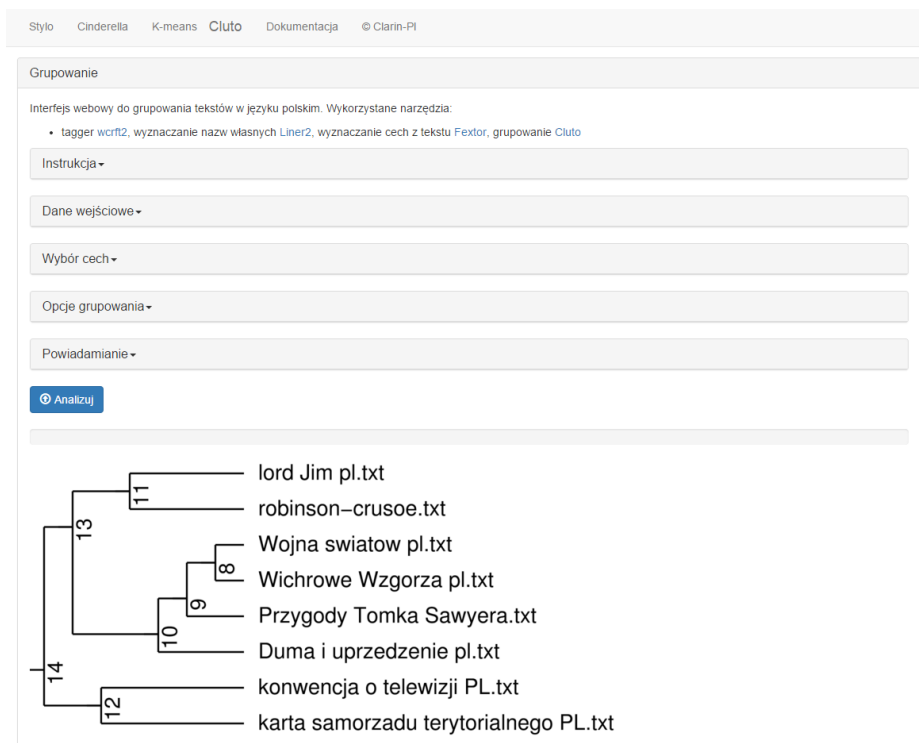 Stylo Cinderella K-means Cluto Dokumentacja © Clarin-Pl
Grupowanie
Interfejs webowy do grupowania tekstów w języku polskim. Wykorzystane narzędzia:
• tagger wcrft2, wyznaczanie nazw własnych Liner2, wyznaczanie cech z tekstu Fextor, grupowanie Cluto
Instrukcja
Dane wejściowe
Wybór cech
Opcje grupowania
Powiadamianie
Analizuj
lord Jim pl.txt
11
robinson−crusoe.txt
13
Wojna swiatow pl.txt
8
Wichrowe Wzgorza pl.txt
9
Przygody Tomka Sawyera.txt
10
Duma i uprzedzenie pl.txt
14
konwencja o telewizji PL.txt
12
karta samorzadu terytorialnego PL.txt